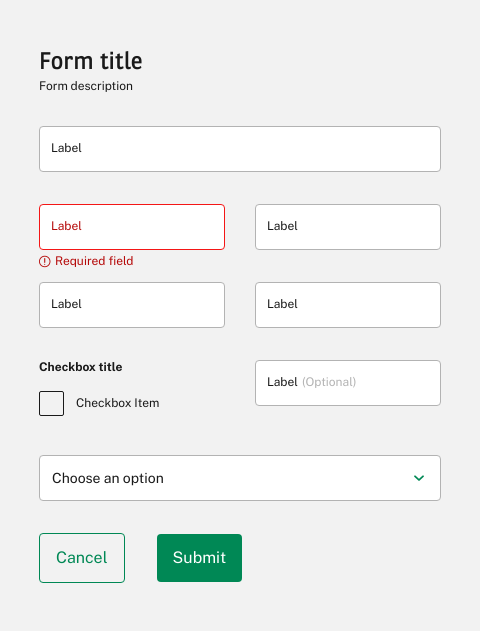 Form title
Form description
Label
Label
Label
Required field
Label
Label
Checkbox title
Label (Optional)
Checkbox Item
Choose an option
Cancel
Submit